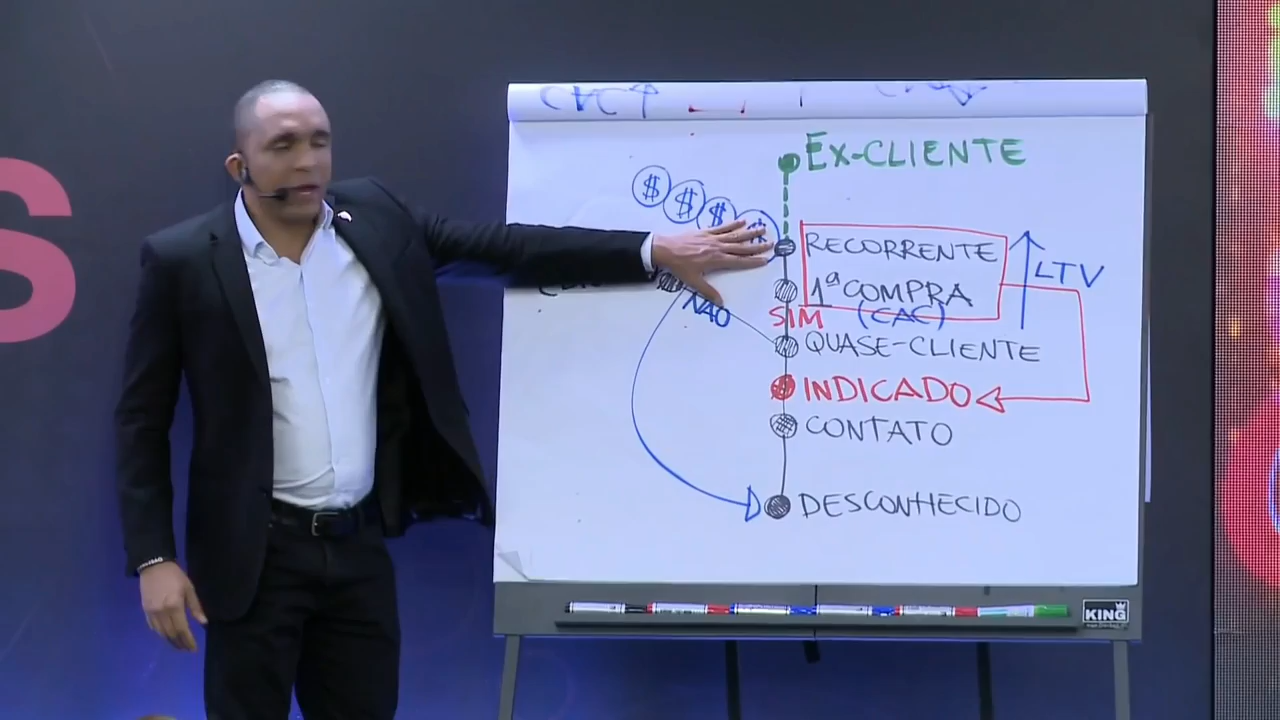 S
EX-CLIENTE
$ $ $ $
RECORRENTE
LTV
1ª COMPRA
NÃO
SIM (CAC)
QUASE-CLIENTE
INDICADO
CONTATO
DESCONHECIDO
KING